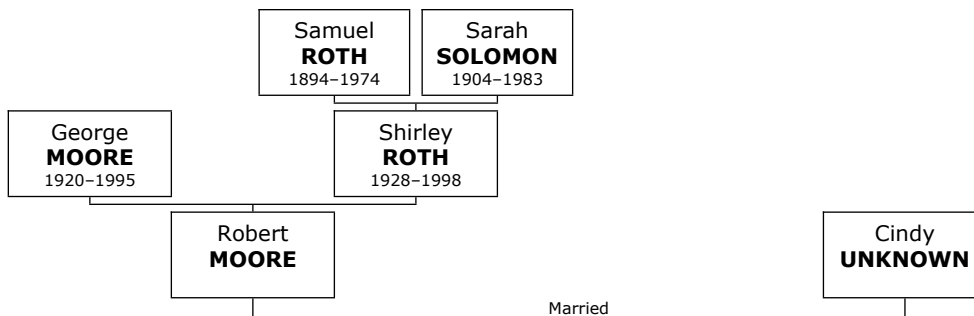 Samuel
ROTH
1894–1974
Sarah
SOLOMON
1904–1983
George
MOORE
1920–1995
Shirley
ROTH
1928–1998
Robert
MOORE
Cindy
UNKNOWN
Married